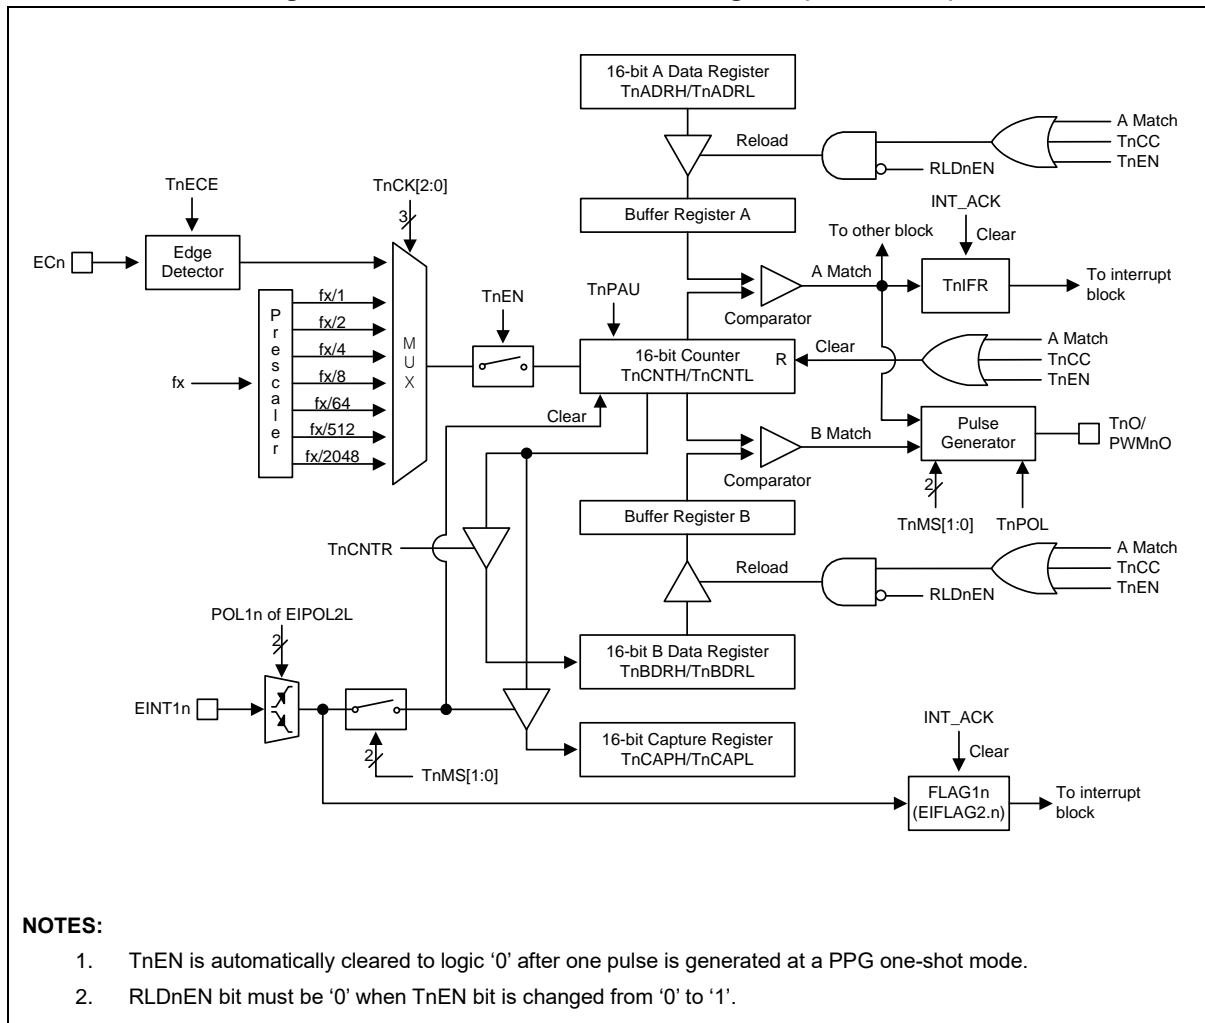 16-bit A Data Register
TnADRH/TnADRL
Reload
A Match
TnCC
TnEN
RLDnEN
TnECE
TnCK[2:0]
3
Buffer Register A
INT_ACK
To other block
Clear
ECn
Edge
Detector
A Match
TnIFR
To interrupt
block
Comparator
fx
Prescaler
fx/1
fx/2
fx/4
fx/8
fx/64
fx/512
fx/2048
MUX
TnEN
TnPAU
16-bit Counter
TnCNTH/TnCNTL
R
Clear
A Match
TnCC
TnEN
Clear
B Match
Pulse
Generator
TnO/
PWMnO
Comparator
2
TnMS[1:0]
TnPOL
Buffer Register B
TnCNTR
Reload
A Match
TnCC
TnEN
RLDnEN
POL1n of EIPOL2L
2
16-bit B Data Register
TnBDRH/TnBDRL
EINT1n
2
TnMS[1:0]
16-bit Capture Register
TnCAPH/TnCAPL
INT_ACK
Clear
FLAG1n
(EIFLAG2.n)
To interrupt
block
NOTES:
1. TnEN is automatically cleared to logic ‘0’ after one pulse is generated at a PPG one-shot mode.
2. RLDnEN bit must be ‘0’ when TnEN bit is changed from ‘0’ to ‘1’.